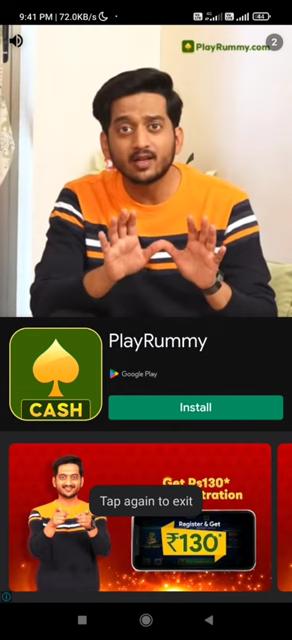 9:41 PM | 72.0KB/s
44
PlayRummy.com
2
PlayRummy
Google Play
CASH
Install
Get Rs130*
Tap again to exit
Register & Get
₹130*